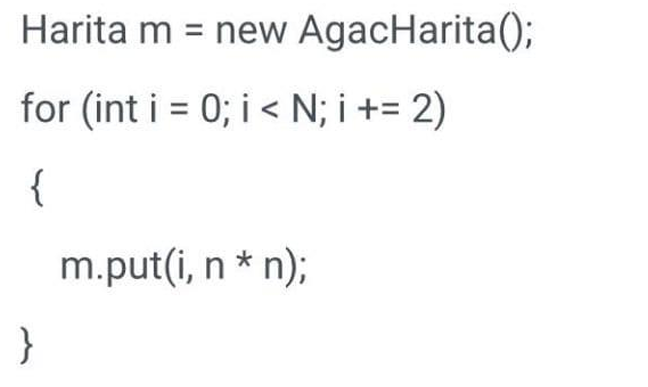 Harita m = new AgacHarita();
for (int i = 0; i < N; i += 2)
{
m.put(i, n * n);
}